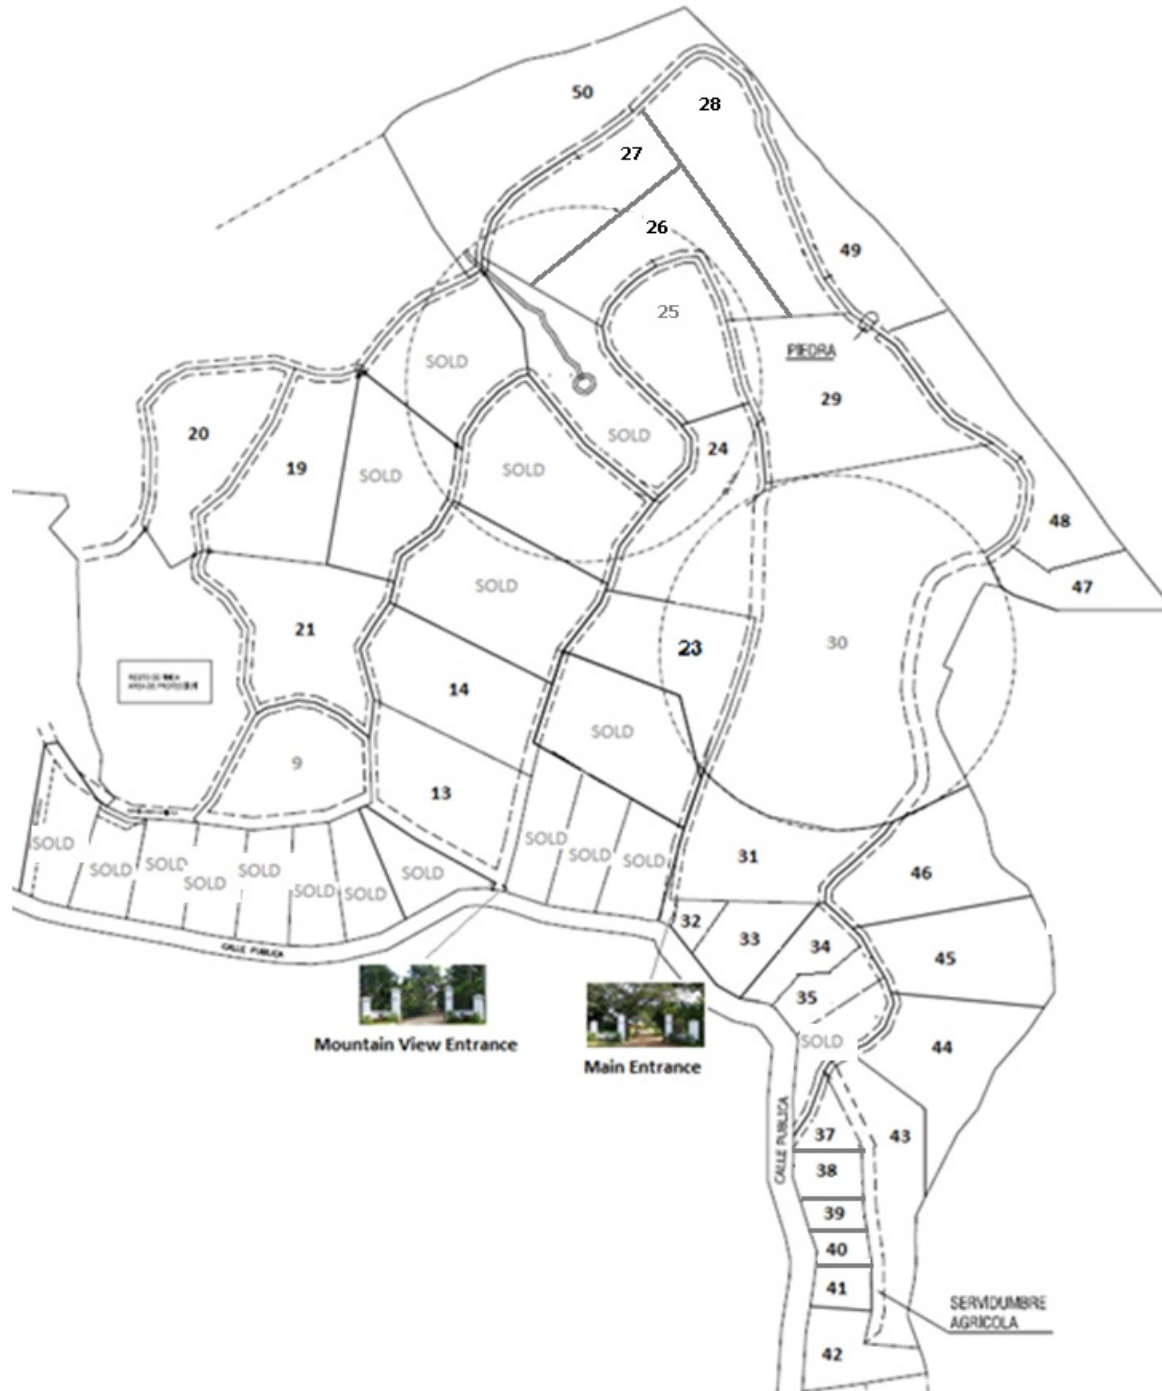 50
28
27
26
49
25
PIEDRA
SOLD
29
20
SOLD
24
19
SOLD
SOLD
48
SOLD
47
21
23
30
14
SOLD
9
13
SOLD
SOLD
SOLD
SOLD
SOLD
SOLD
SOLD
SOLD
SOLD
SOLD
SOLD
SOLD
31
46
32
33
34
45
35
CALLE PUBLICA
Mountain View Entrance
Main Entrance
SOLD
44
37
43
CALLE PUBLICA
38
39
40
41
SERVIDUMBRE
AGRICOLA
42